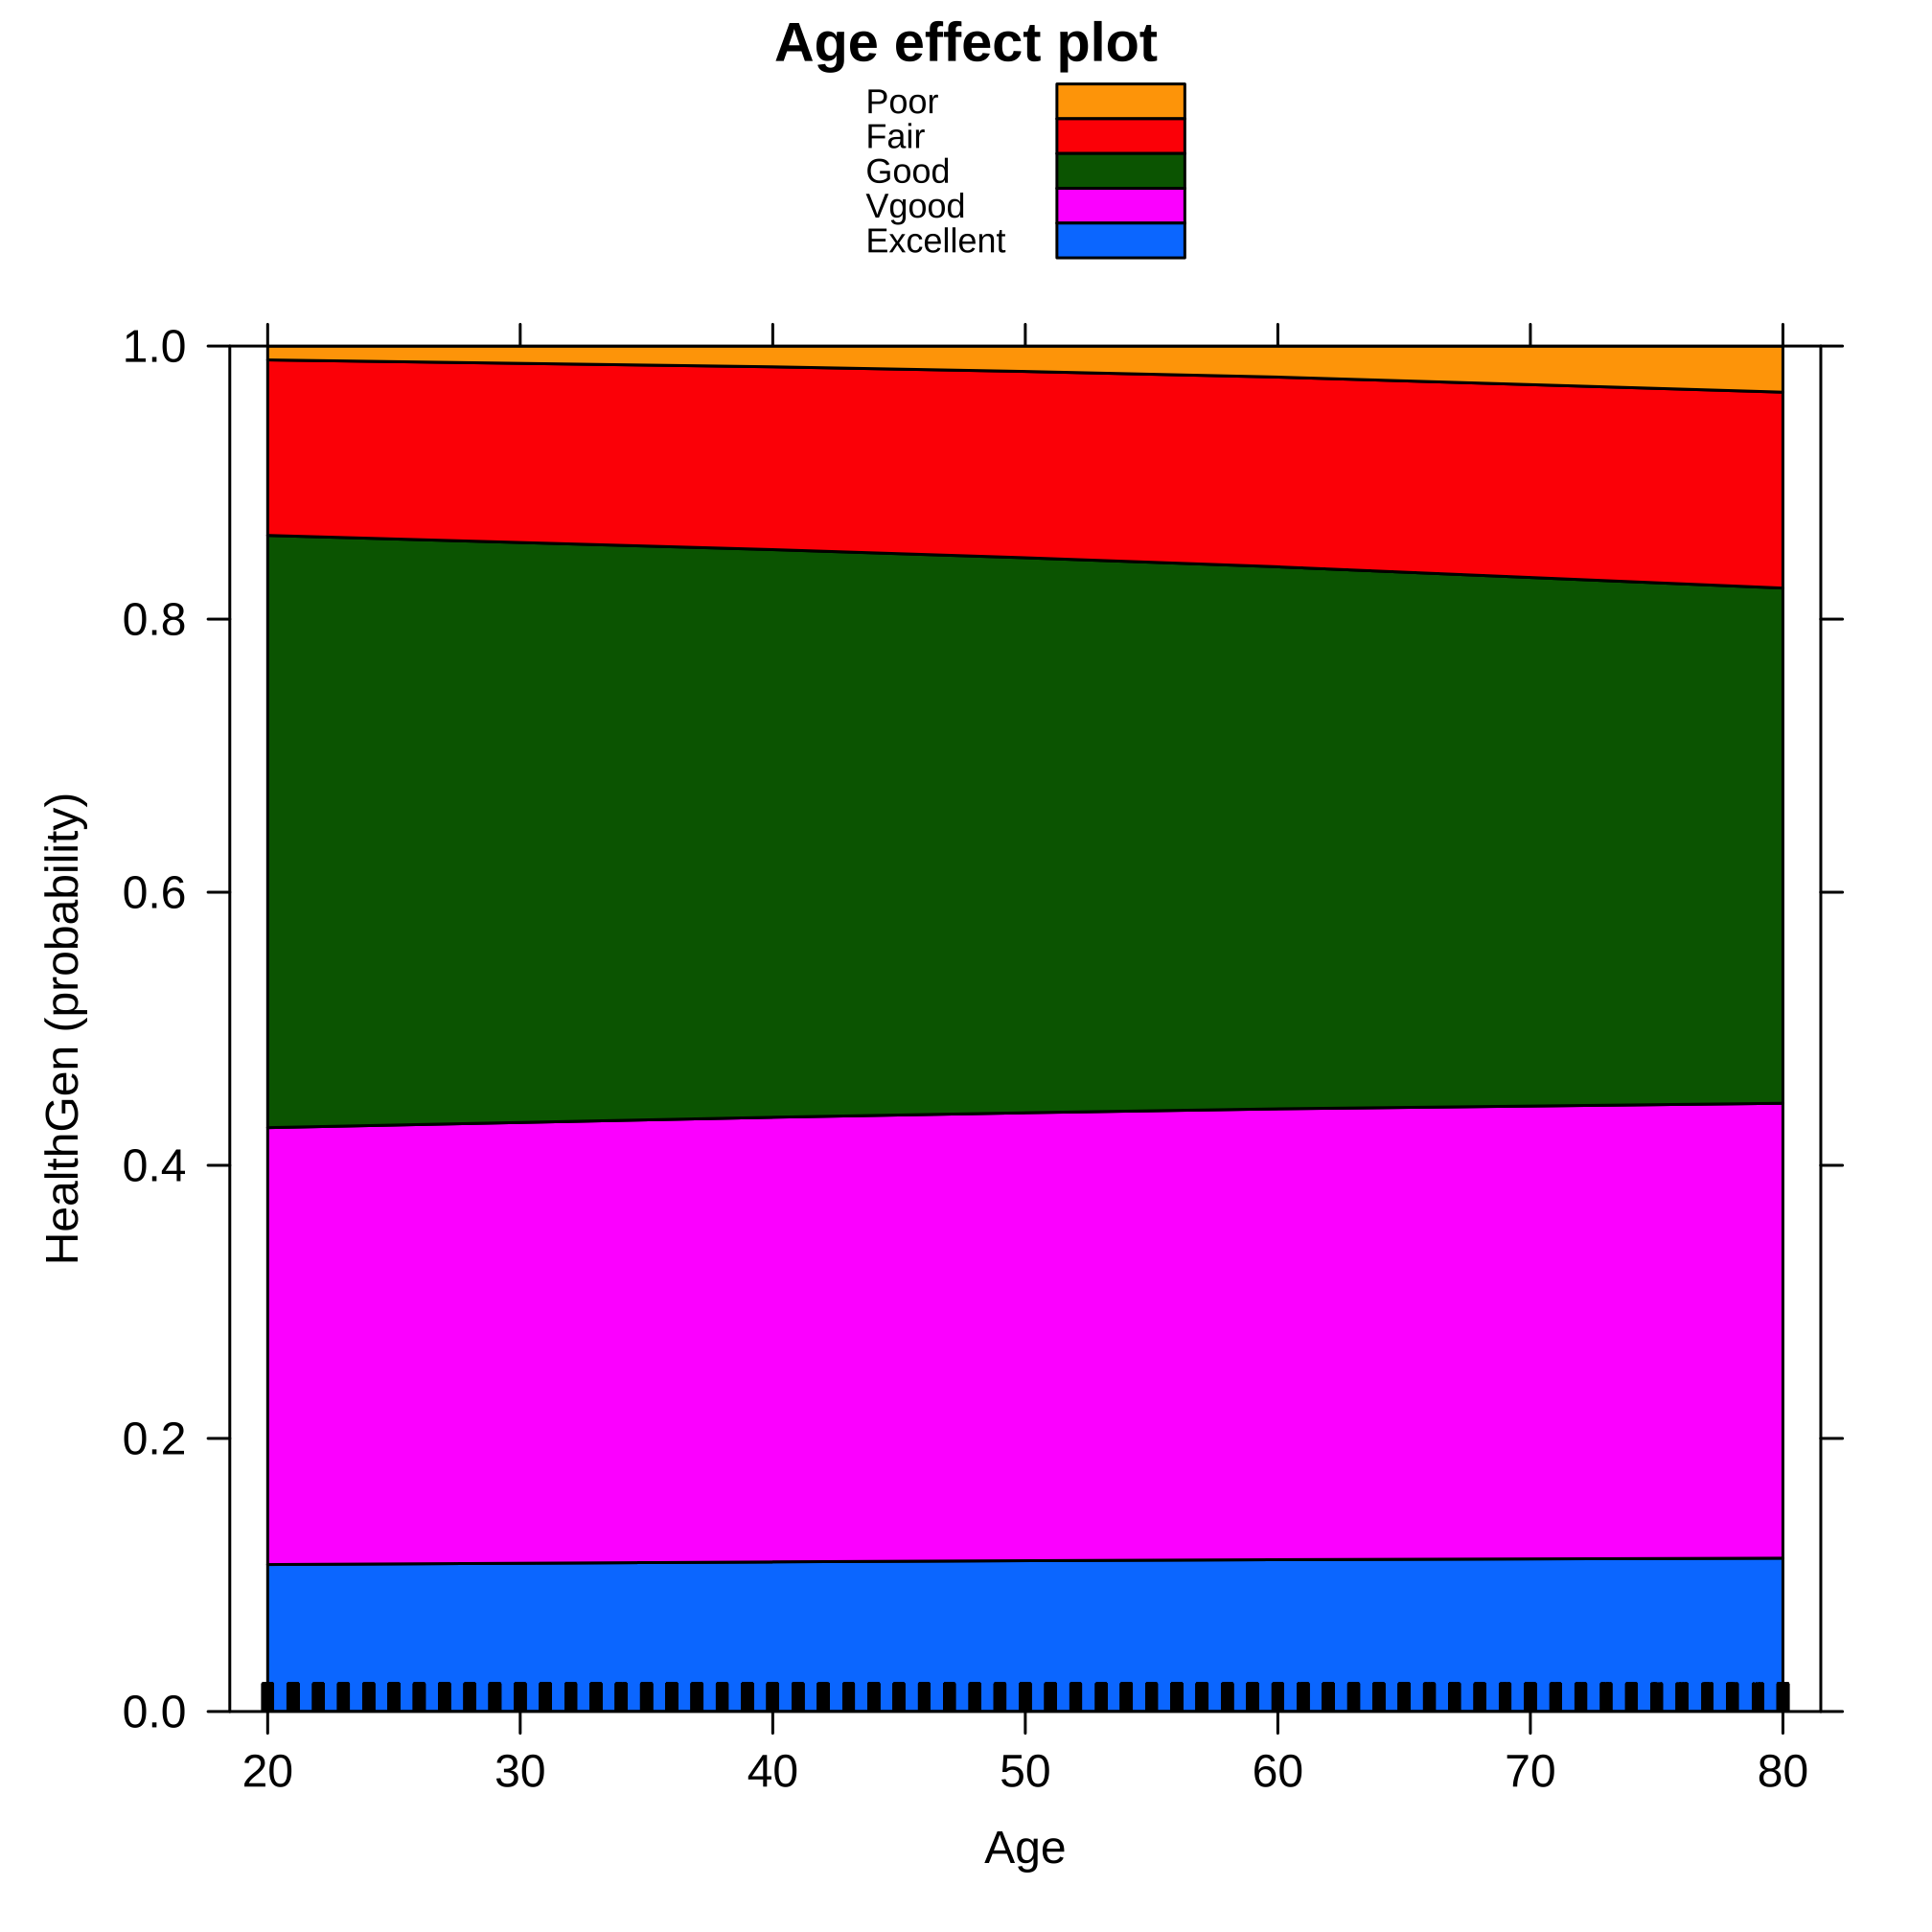 Age effect plot
Poor
Fair
Good
Vgood
Excellent
1.0
0.8
0.6
0.4
0.2
0.0
HealthGen (probability)
20 30 40 50 60 70 80
Age